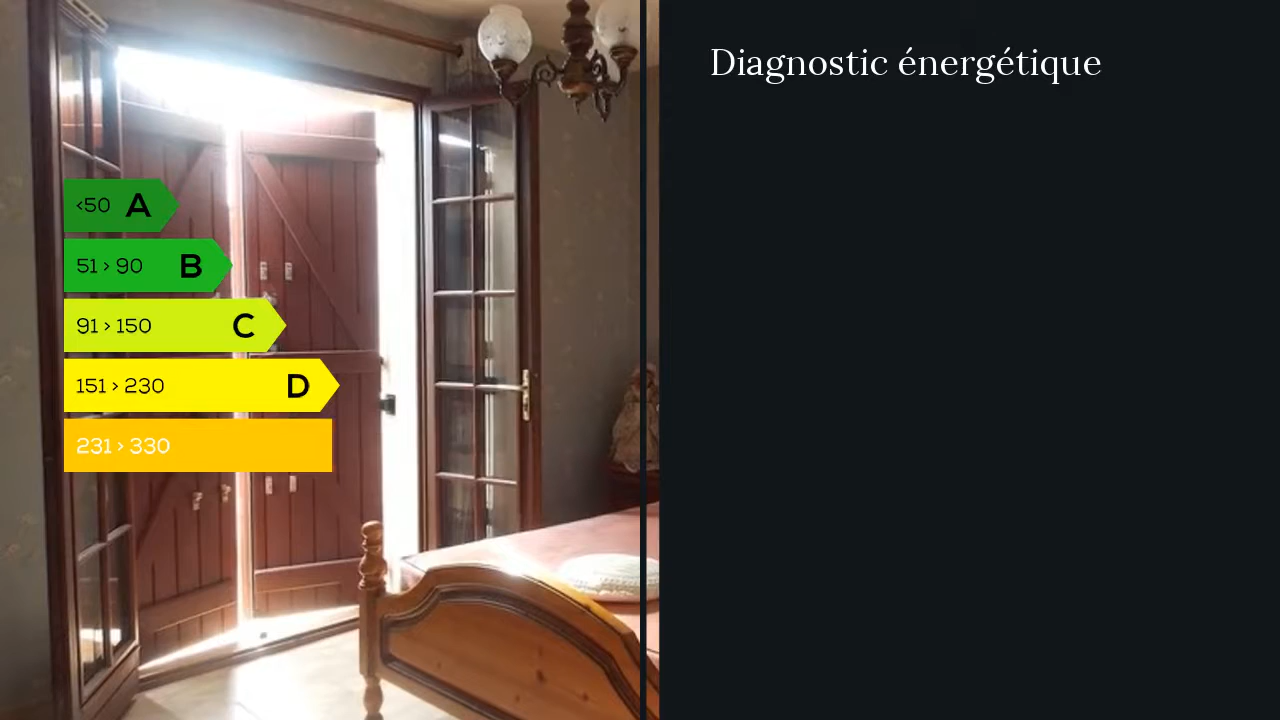 Diagnostic énergétique
<50 A
51 > 90 B
91 > 150 C
151 > 230 D
231 > 330